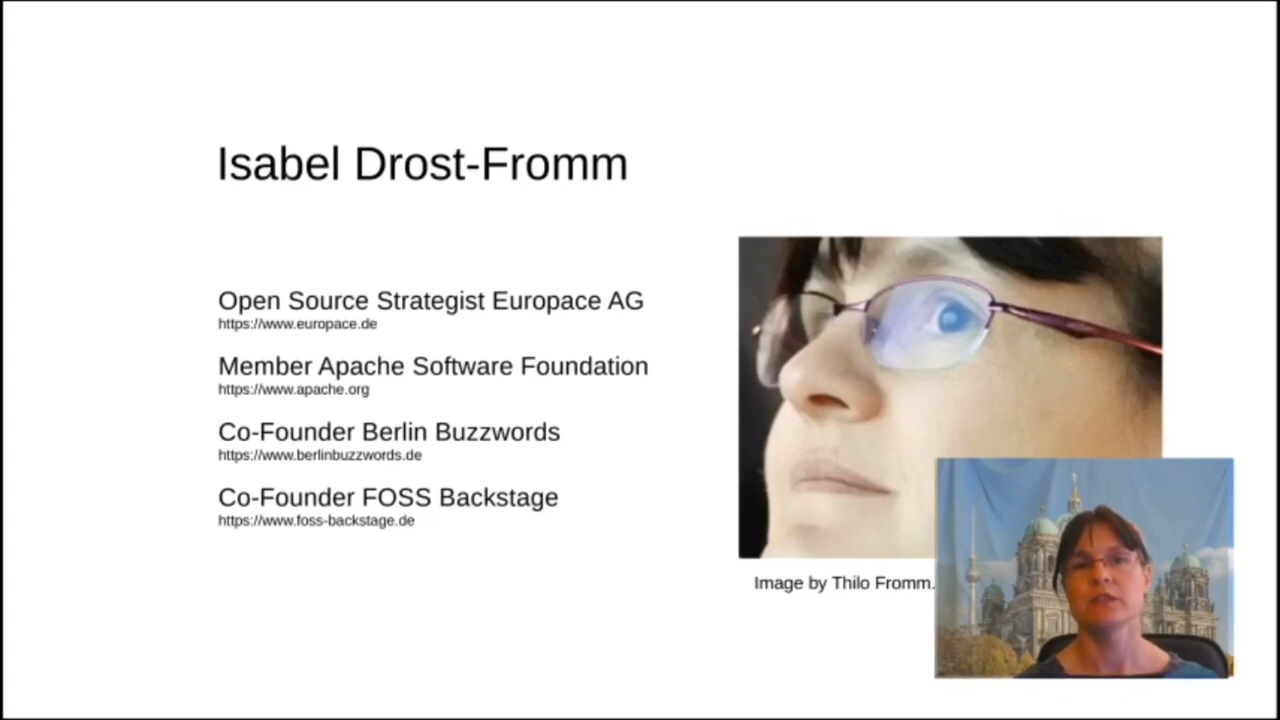 Isabel Drost-Fromm
Open Source Strategist Europace AG
https://www.europace.de
Member Apache Software Foundation
https://www.apache.org
Co-Founder Berlin Buzzwords
https://www.berlinbuzzwords.de
Co-Founder FOSS Backstage
https://www.foss-backstage.de
Image by Thilo Fromm.